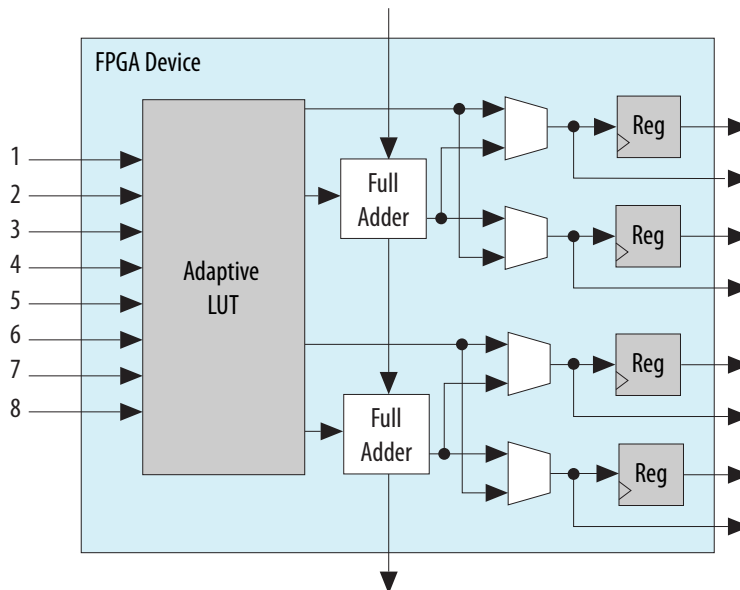 FPGA Device
1
2
3
4
5
6
7
8
Adaptive
LUT
Full
Adder
Full
Adder
Reg
Reg
Reg
Reg